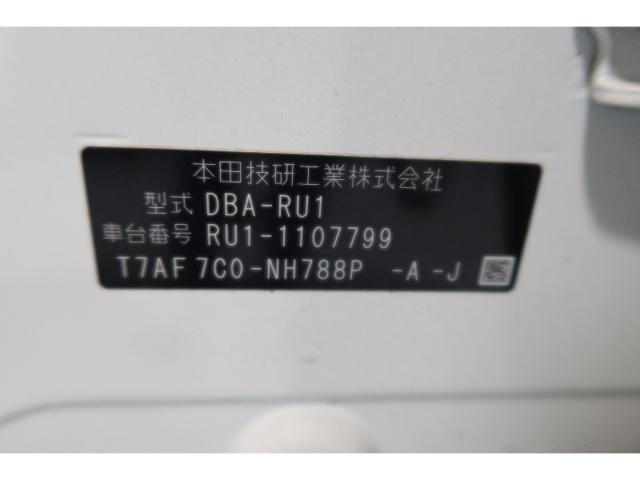 本田技研工業株式会社
型式 DBA-RU1
車台番号 RU1-1107799
T7AF 7C0-NH788P -A -J